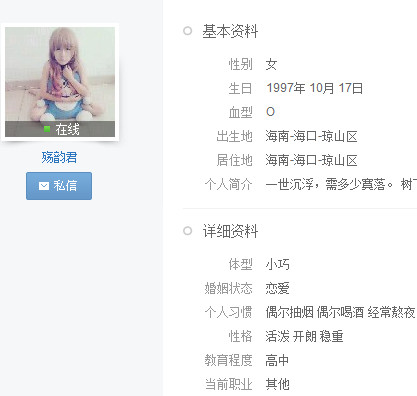 在线
殇韵君
私信
基本资料
性别 女
生日 1997年 10月 17日
血型 O
出生地 海南-海口-琼山区
居住地 海南-海口-琼山区
个人简介 一世沉浮，需多少寞落。 树
详细资料
体型 小巧
婚姻状态 恋爱
个人习惯 偶尔抽烟 偶尔喝酒 经常熬夜
性格 活泼 开朗 稳重
教育程度 高中
当前职业 其他